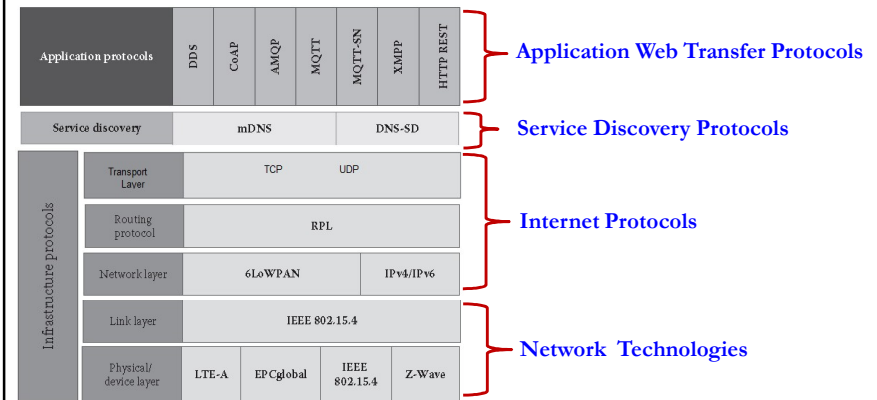 Application protocols
DDS
CoAP
AMQP
MQTT
MQTT-SN
XMPP
HTTP REST
Application Web Transfer Protocols
Service discovery
mDNS
DNS-SD
Service Discovery Protocols
Infrastructure protocols
Transport
Layer
TCP
UDP
Routing
protocol
RPL
Internet Protocols
Network layer
6LoWPAN
IPv4/IPv6
Link layer
IEEE 802.15.4
Network Technologies
Physical/
device layer
LTE-A
EPCglobal
IEEE
802.15.4
Z-Wave